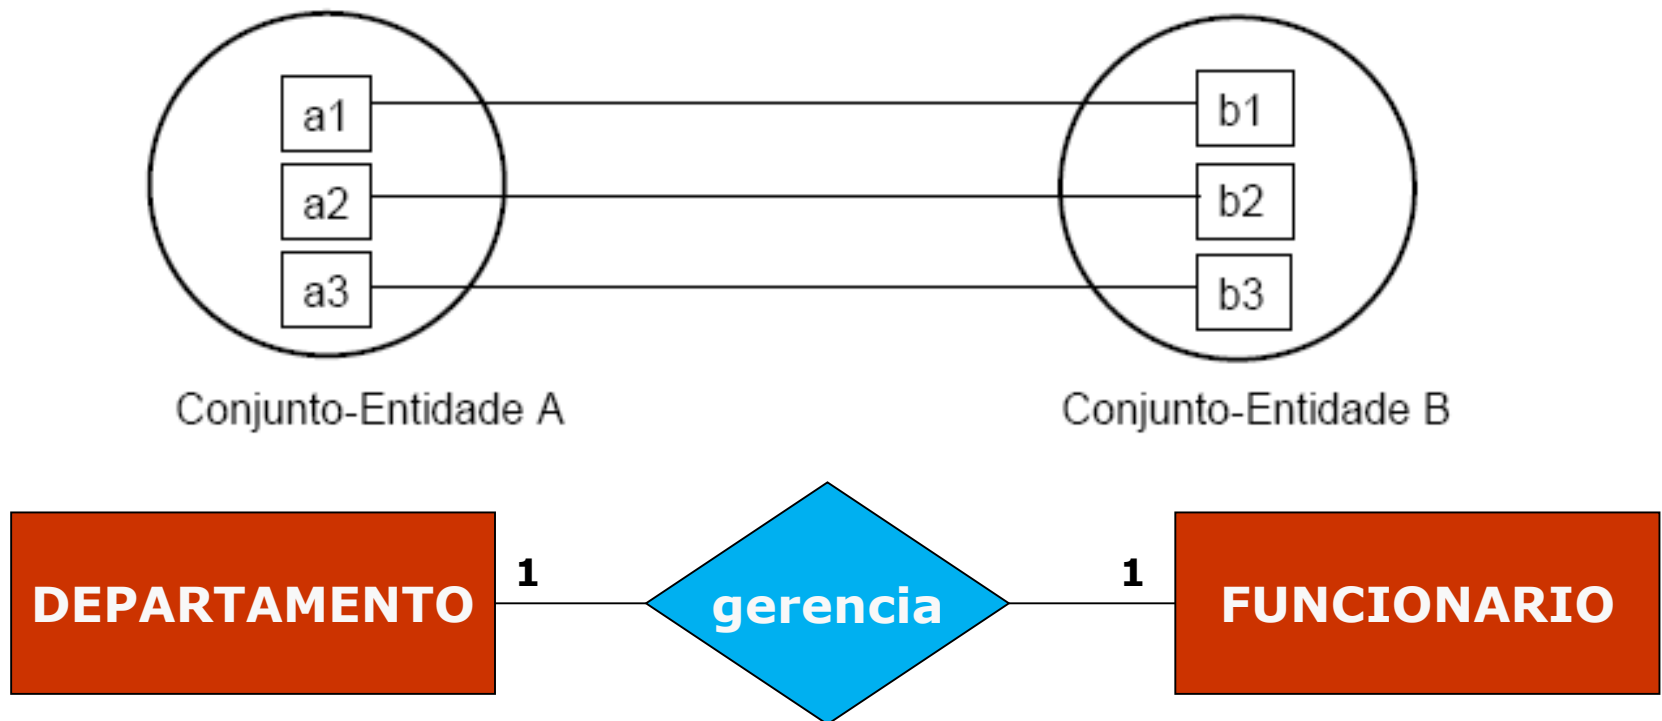 a1
b1
a2
b2
a3
b3
Conjunto-Entidade A
Conjunto-Entidade B
1
1
DEPARTAMENTO
gerencia
FUNCIONARIO